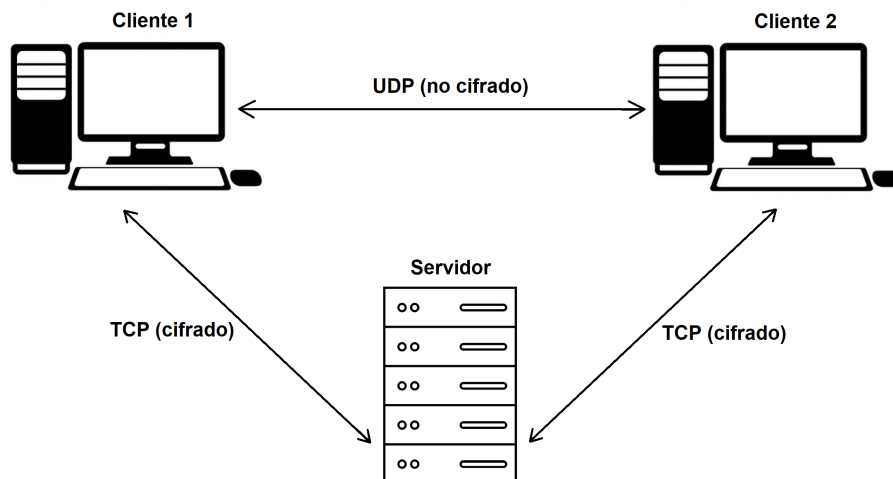 Cliente 1
Cliente 2
UDP (no cifrado)
Servidor
TCP (cifrado)
TCP (cifrado)